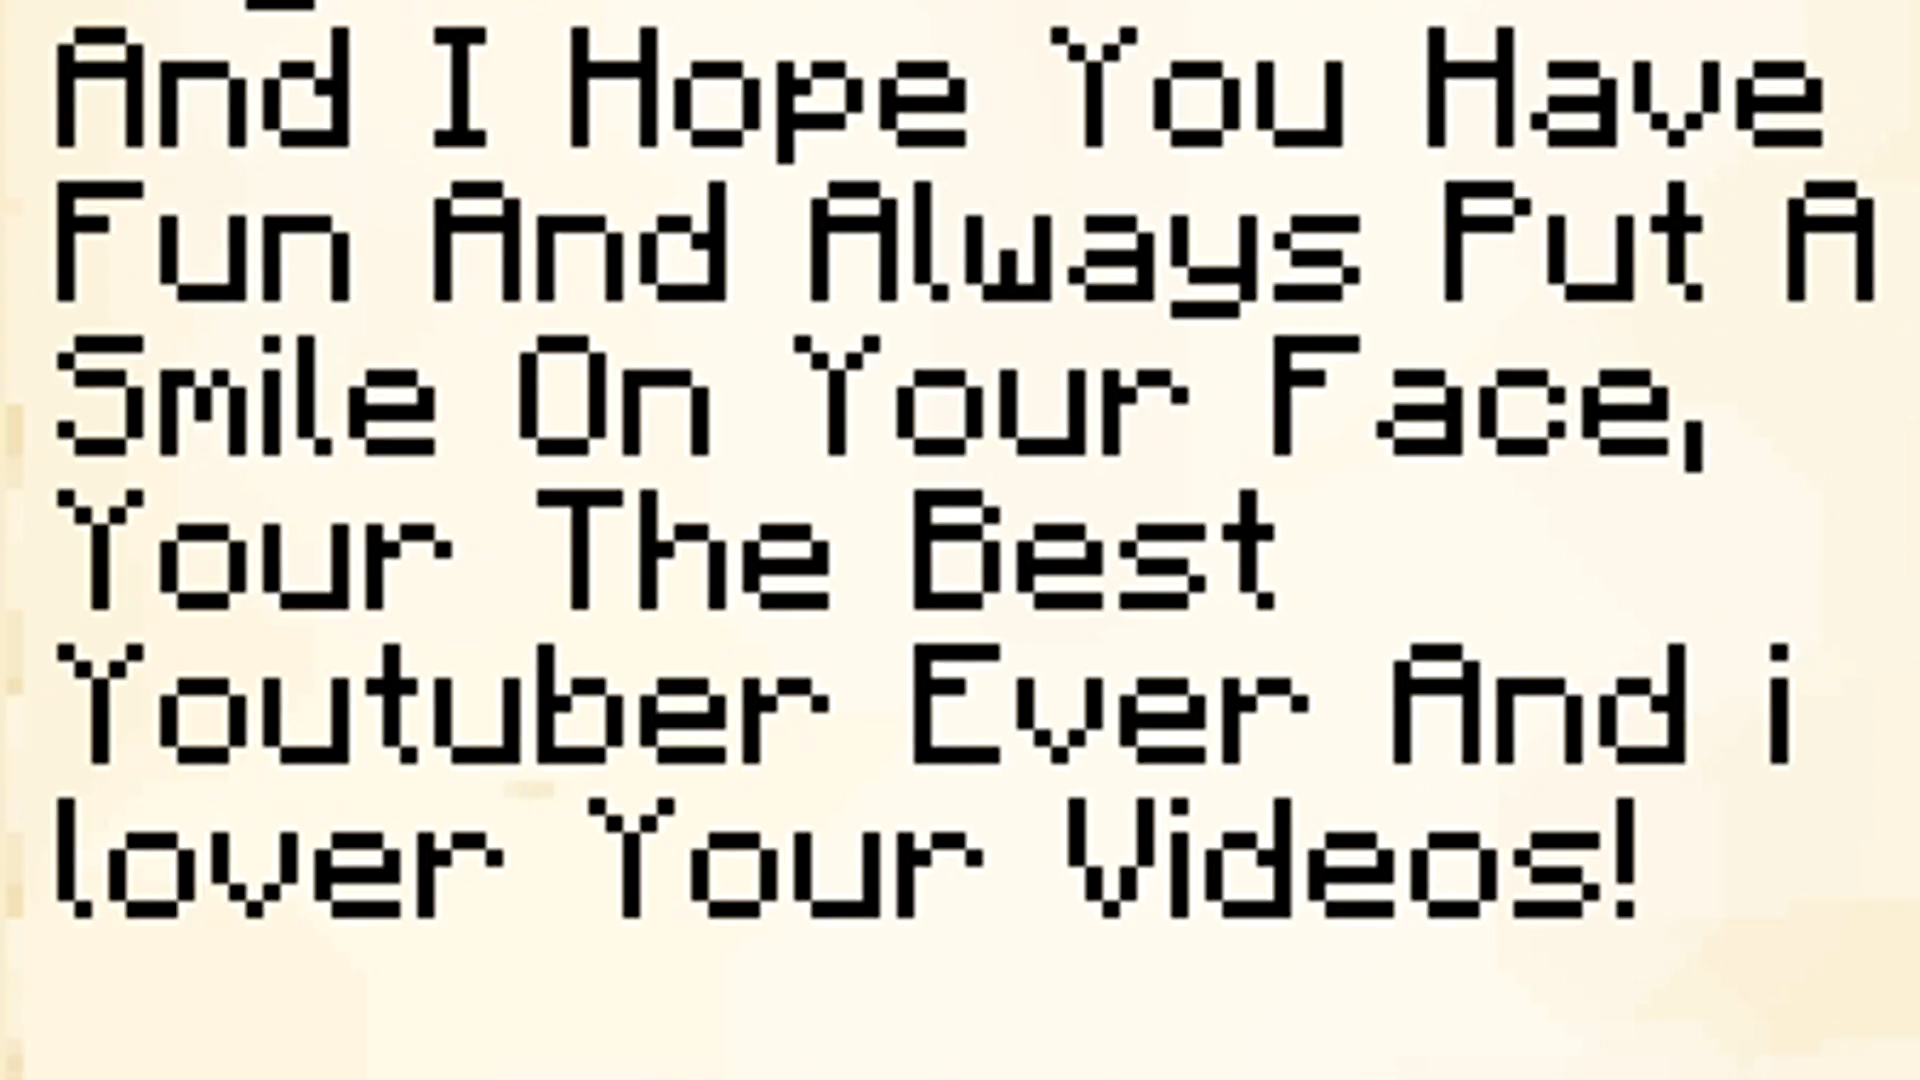 And I Hope You Have
Fun And Always Put A
Smile On Your Face,
Your The Best
Youtuber Ever And i
lover Your Videos!